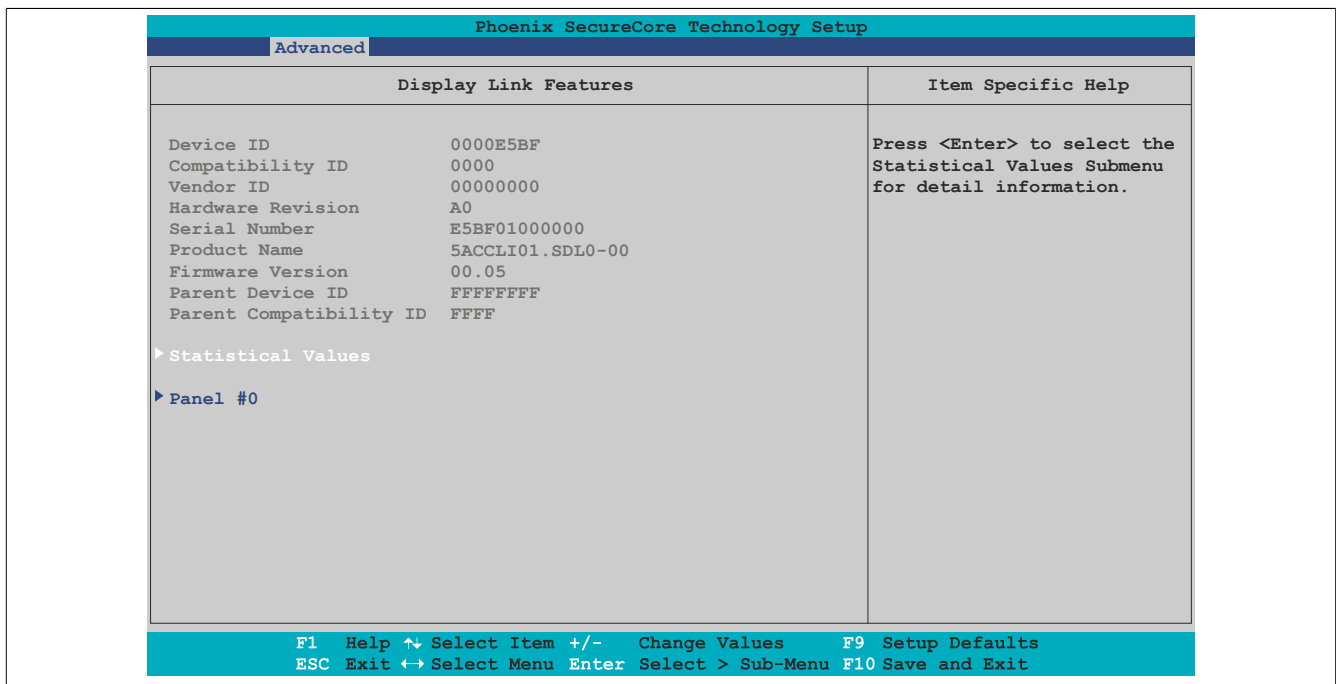 Phoenix SecureCore Technology Setup
Advanced
Display Link Features
Item Specific Help
Device ID 0000E5BF
Compatibility ID 0000
Vendor ID 00000000
Hardware Revision A0
Serial Number E5BF01000000
Product Name 5ACCLI01.SDL0-00
Firmware Version 00.05
Parent Device ID FFFFFFFF
Parent Compatibility ID FFFF
Statistical Values
Panel #0
Press <Enter> to select the
Statistical Values Submenu
for detail information.
F1 Help ↑↓ Select Item +/- Change Values F9 Setup Defaults
ESC Exit ←→ Select Menu Enter Select > Sub-Menu F10 Save and Exit